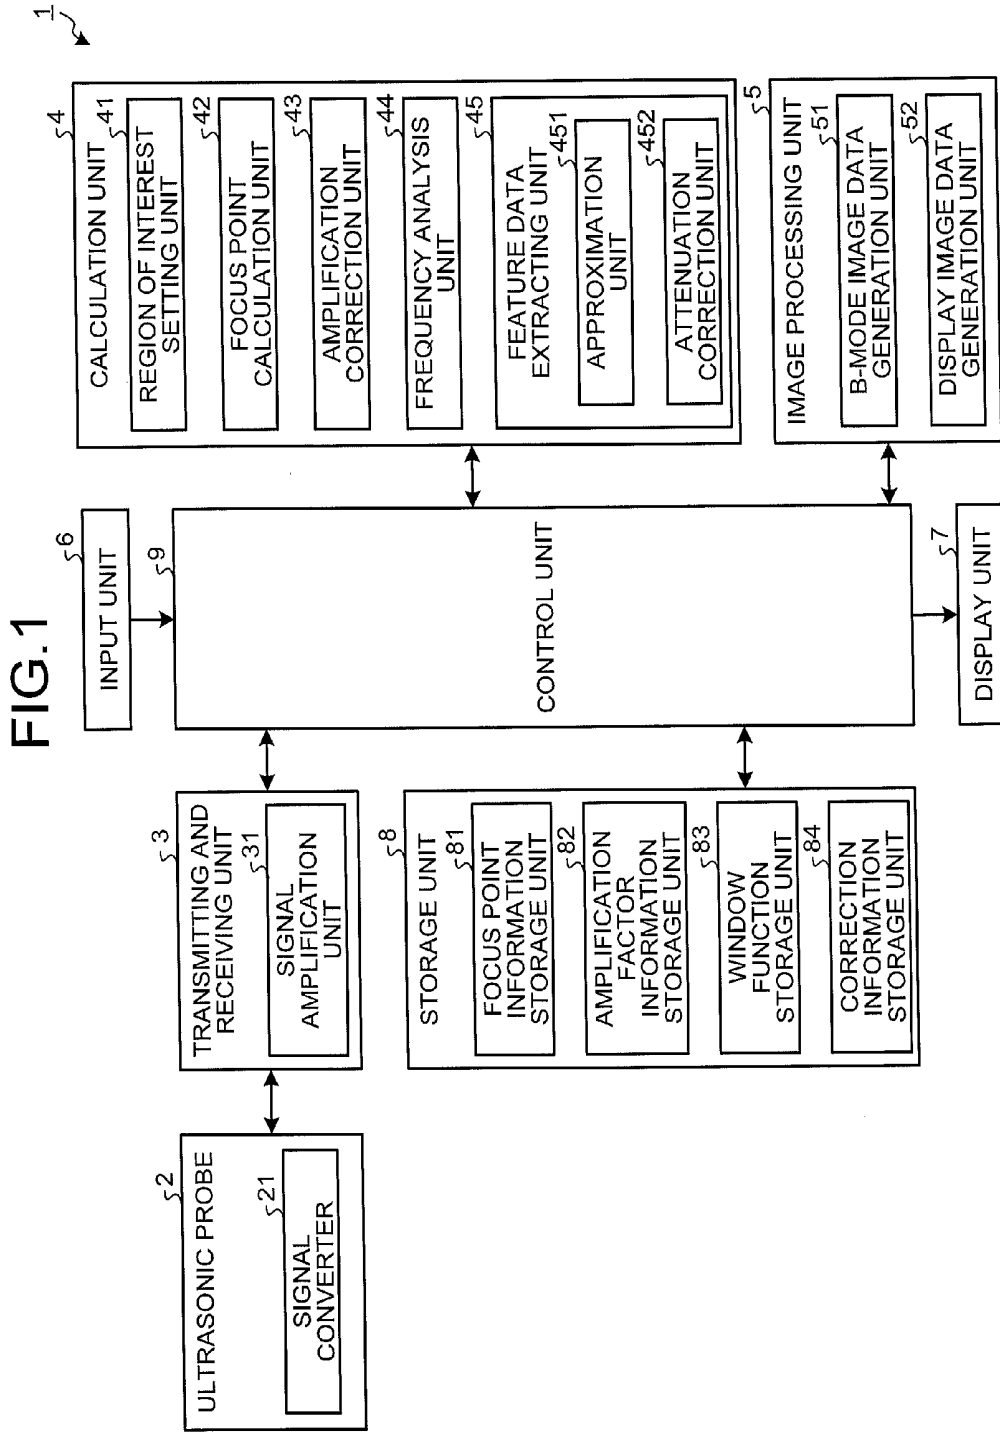 FIG.1
1
ULTRASONIC PROBE
2
SIGNAL
CONVERTER
21
TRANSMITTING AND
RECEIVING UNIT
3
SIGNAL
AMPLIFICATION
UNIT
31
STORAGE UNIT
8
FOCUS POINT
INFORMATION
STORAGE UNIT
81
AMPLIFICATION
FACTOR
INFORMATION
STORAGE UNIT
82
WINDOW
FUNCTION
STORAGE UNIT
83
CORRECTION
INFORMATION
STORAGE UNIT
84
INPUT UNIT
6
CONTROL UNIT
9
DISPLAY UNIT
7
CALCULATION UNIT
4
REGION OF INTEREST
SETTING UNIT
41
FOCUS POINT
CALCULATION UNIT
42
AMPLIFICATION
CORRECTION UNIT
43
FREQUENCY ANALYSIS
UNIT
44
FEATURE DATA
EXTRACTING UNIT
45
APPROXIMATION
UNIT
451
ATTENUATION
CORRECTION UNIT
452
IMAGE PROCESSING UNIT
5
B-MODE IMAGE DATA
GENERATION UNIT
51
DISPLAY IMAGE DATA
GENERATION UNIT
52